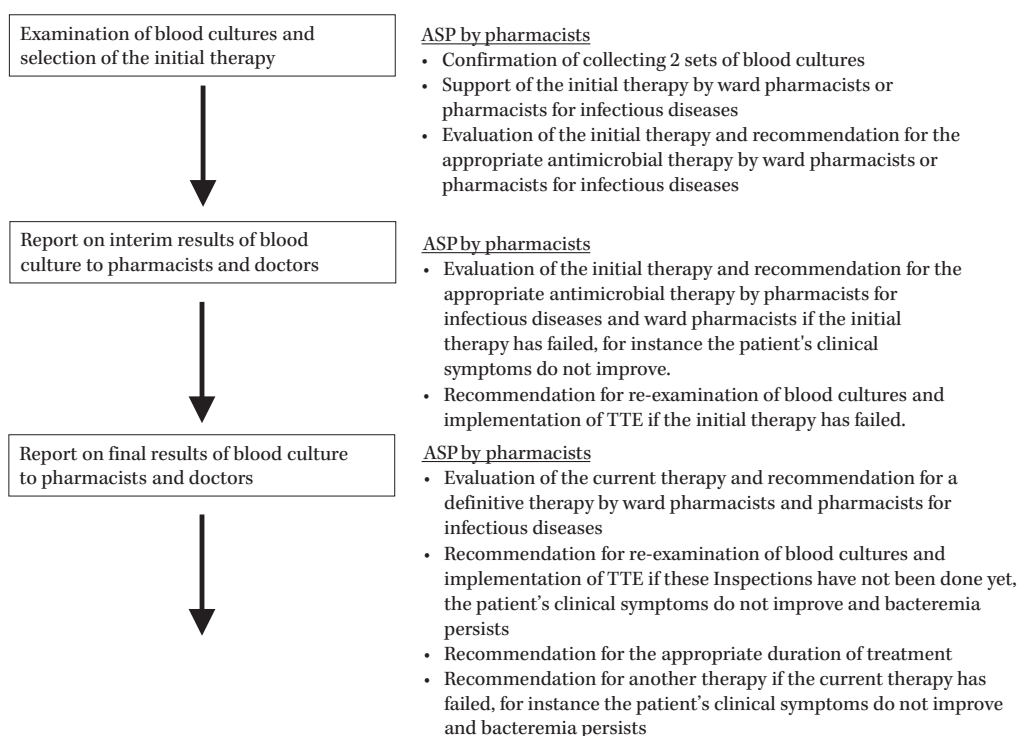 Examination of blood cultures and
selection of the initial therapy
ASP by pharmacists
• Confirmation of collecting 2 sets of blood cultures
• Support of the initial therapy by ward pharmacists or
pharmacists for infectious diseases
• Evaluation of the initial therapy and recommendation for the
appropriate antimicrobial therapy by ward pharmacists or
pharmacists for infectious diseases
Report on interim results of blood
culture to pharmacists and doctors
ASP by pharmacists
• Evaluation of the initial therapy and recommendation for the
appropriate antimicrobial therapy by pharmacists for
infectious diseases and ward pharmacists if the initial
therapy has failed, for instance the patient's clinical
symptoms do not improve.
• Recommendation for re-examination of blood cultures and
implementation of TTE if the initial therapy has failed.
Report on final results of blood culture
to pharmacists and doctors
ASP by pharmacists
• Evaluation of the current therapy and recommendation for a
definitive therapy by ward pharmacists and pharmacists for
infectious diseases
• Recommendation for re-examination of blood cultures and
implementation of TTE if these Inspections have not been done yet,
the patient’s clinical symptoms do not improve and bacteremia
persists
• Recommendation for the appropriate duration of treatment
• Recommendation for another therapy if the current therapy has
failed, for instance the patient’s clinical symptoms do not improve
and bacteremia persists